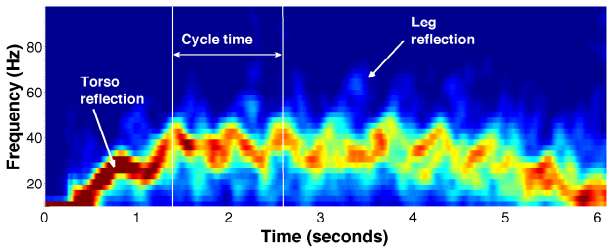 Leg
reflection
Cycle time
Torso
reflection
Frequency (Hz)
80
60
40
20
0
1
2
3
4
5
6
Time (seconds)